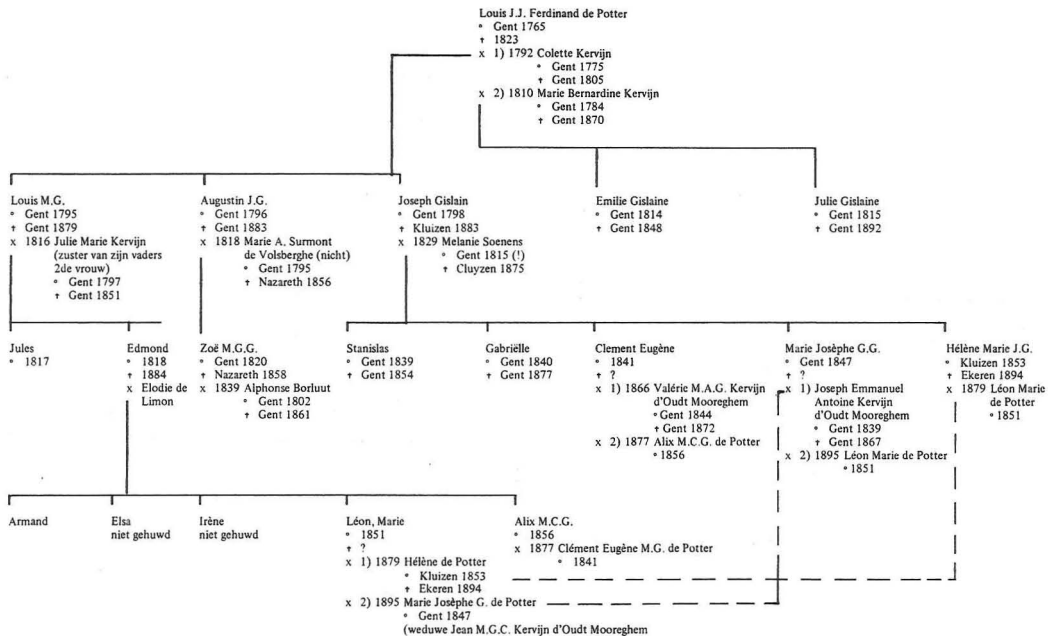 Louis J.J. Ferdinand de Potter
° Gent 1765
† 1823
x 1) 1792 Colette Kervijn
° Gent 1775
† Gent 1805
x 2) 1810 Marie Bernardine Kervijn
° Gent 1784
† Gent 1870
Louis M.G.
° Gent 1795
† Gent 1879
x 1816 Julie Marie Kervijn
(zuster van zijn vaders
2de vrouw)
° Gent 1797
† Gent 1851
Augustin J.G.
° Gent 1796
† Gent 1883
x 1818 Marie A. Surmont
de Volsberghe (nicht)
° Gent 1795
† Nazareth 1856
Joseph Gislain
° Gent 1798
† Kluizen 1883
x 1829 Melanie Soenens
° Gent 1815 (!)
† Cluyzen 1875
Emilie Gislaine
° Gent 1814
† Gent 1848
Julie Gislaine
° Gent 1815
† Gent 1892
Jules
° 1817
Edmond
° 1818
† 1884
x Elodie de
Limon
Zoë M.G.G.
° Gent 1820
† Nazareth 1858
x 1839 Alphonse Borluut
° Gent 1802
† Gent 1861
Stanislas
° Gent 1839
† Gent 1854
Gabriëlle
° Gent 1840
† Gent 1877
Clement Eugène
° 1841
† ?
x 1) 1866 Valérie M.A.G. Kervijn
d'Oudt Mooreghem
° Gent 1844
† Gent 1872
x 2) 1877 Alix M.C.G. de Potter
° 1856
Marie Josèphe G.G.
° Gent 1847
† ?
x 1) Joseph Emmanuel
Antoine Kervijn
d'Oudt Mooreghem
° Gent 1839
† Gent 1867
x 2) 1895 Léon Marie de Potter
° 1851
Hélène Marie J.G.
° Kluizen 1853
† Ekeren 1894
x 1879 Léon Marie
de Potter
° 1851
Armand
Elsa
niet gehuwd
Irène
niet gehuwd
Léon, Marie
° 1851
† ?
x 1) 1879 Hélène de Potter
° Kluizen 1853
† Ekeren 1894
x 2) 1895 Marie Josèphe G. de Potter
° Gent 1847
(weduwe Jean M.G.C. Kervijn d'Oudt Mooreghem
Alix M.C.G.
° 1856
x 1877 Clément Eugène M.G. de Potter
° 1841